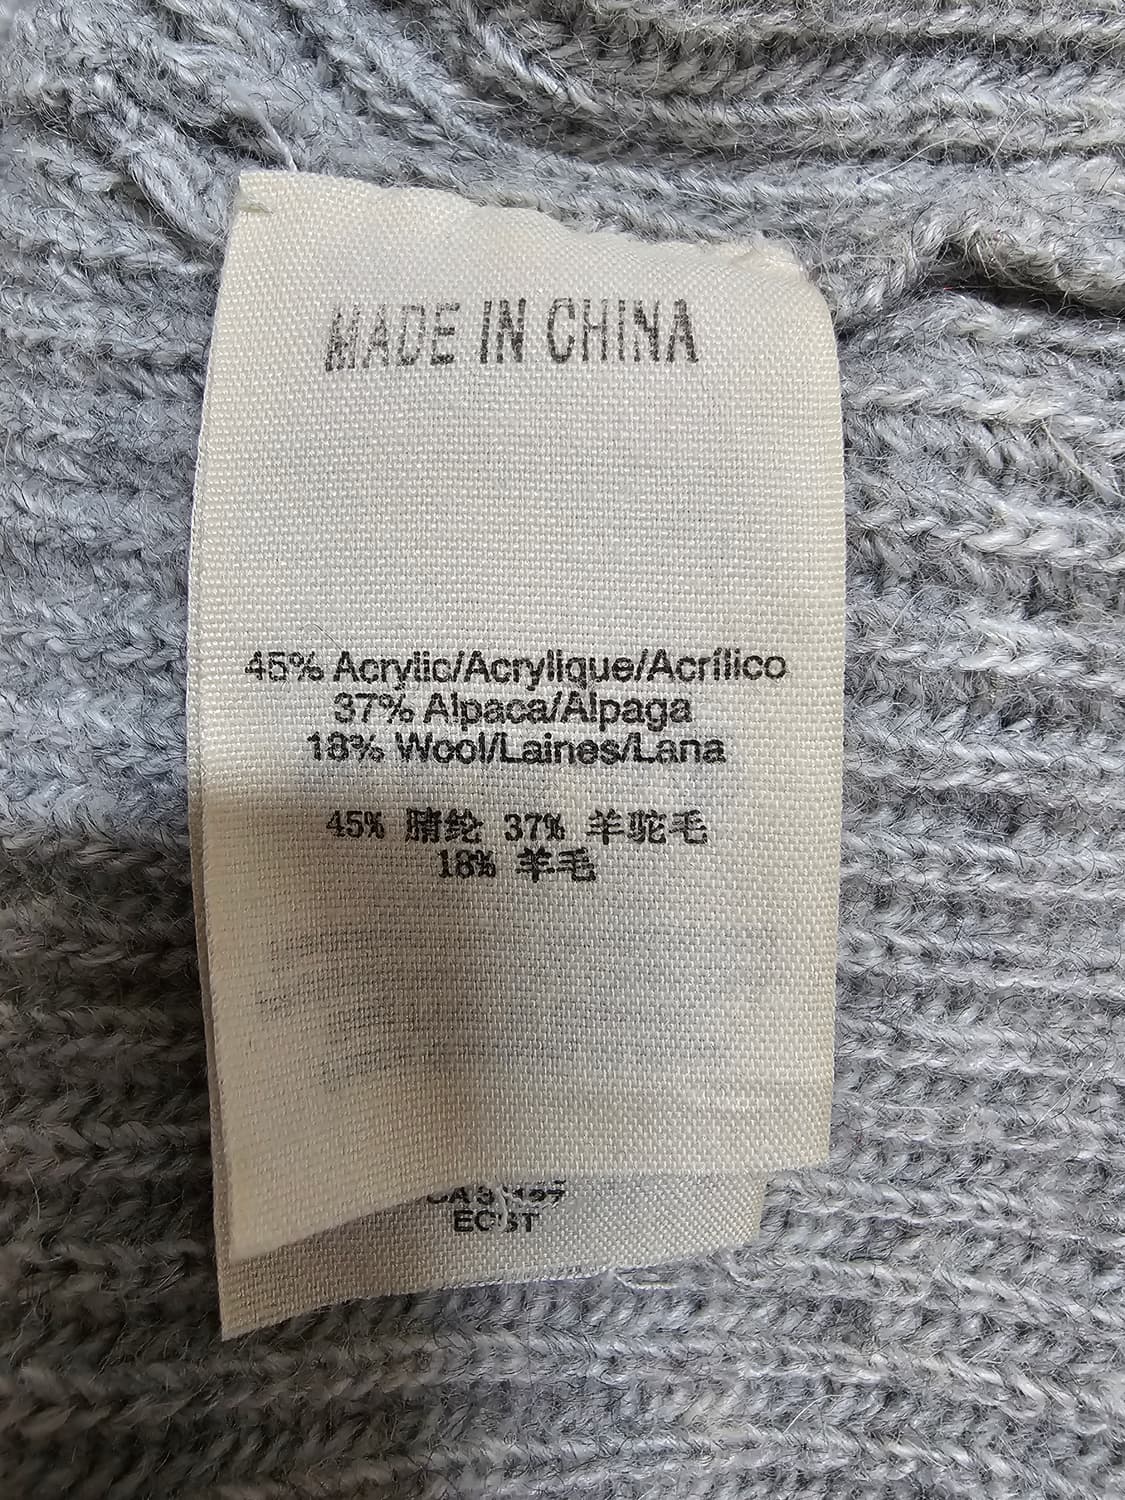 MADE IN CHINA
45% Acrylic/Acrylique/Acrílico
37% Alpaca/Alpaga
18% Wool/Laines/Lana
45% 腈纶 37% 羊驼毛
18% 羊毛
ECST